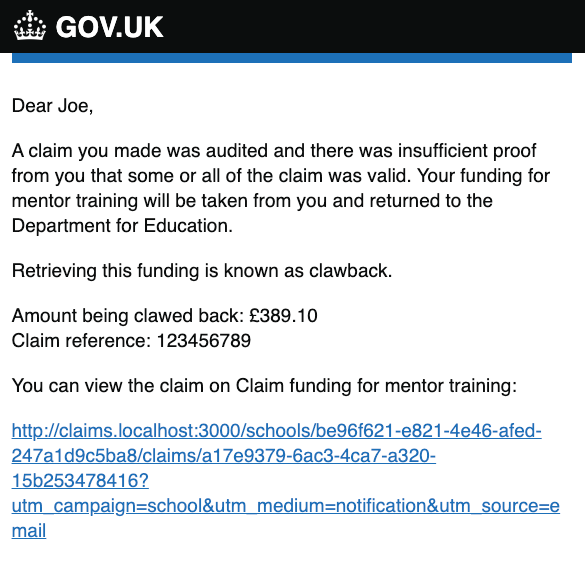 GOV.UK
Dear Joe,
A claim you made was audited and there was insufficient proof
from you that some or all of the claim was valid. Your funding for
mentor training will be taken from you and returned to the
Department for Education.
Retrieving this funding is known as clawback.
Amount being clawed back: £389.10
Claim reference: 123456789
You can view the claim on Claim funding for mentor training:
http://claims.localhost:3000/schools/be96f621-e821-4e46-afed-
247a1d9c5ba8/claims/a17e9379-6ac3-4ca7-a320-
15b253478416?
utm_campaign=school&utm_medium=notification&utm_source=e
mail